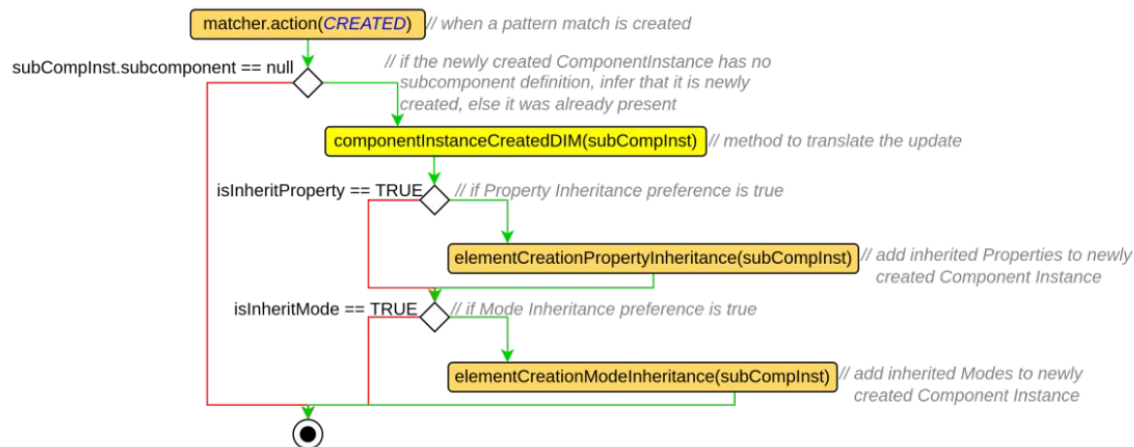 matcher.action(CREATED) // when a pattern match is created
subCompInst.subcomponent == null
// if the newly created ComponentInstance has no
subcomponent definition, infer that it is newly
created, else it was already present
componentInstanceCreatedDIM(subCompInst) // method to translate the update
isInheritProperty == TRUE // if Property Inheritance preference is true
elementCreationPropertyInheritance(subCompInst) // add inherited Properties to newly
created Component Instance
isInheritMode == TRUE // if Mode Inheritance preference is true
elementCreationModeInheritance(subCompInst) // add inherited Modes to newly
created Component Instance